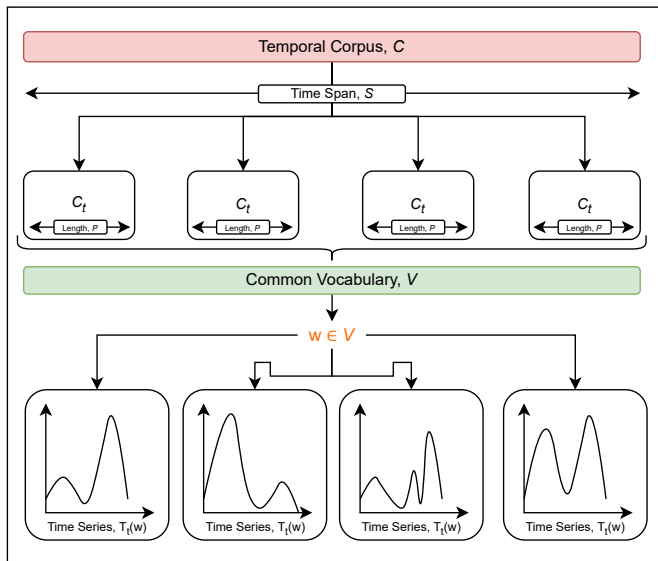 Temporal Corpus, C
Time Span, S
C_t C_t C_t C_t
Length, P Length, P Length, P Length, P
Common Vocabulary, V
w ∈ V
Time Series, T_t(w) Time Series, T_t(w) Time Series, T_t(w) Time Series, T_t(w)